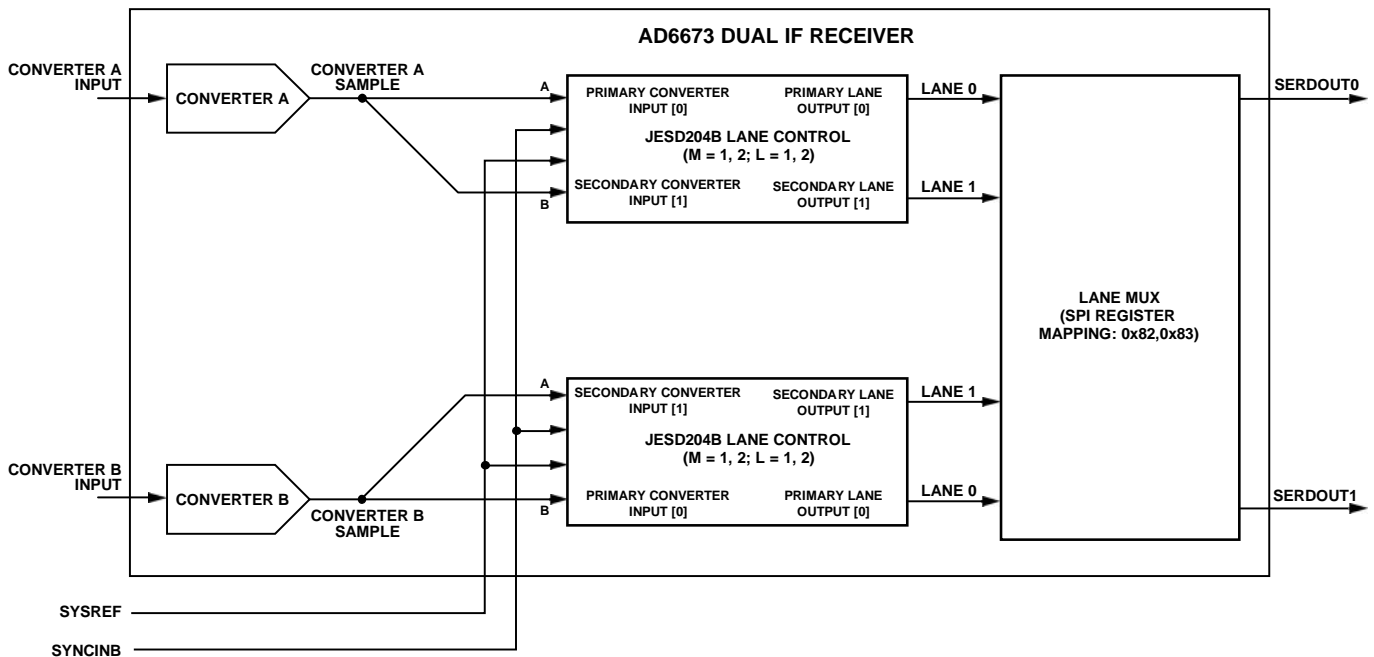 AD6673 DUAL IF RECEIVER
CONVERTER A
INPUT
CONVERTER A
CONVERTER A
SAMPLE
A
B
PRIMARY CONVERTER
INPUT [0]
PRIMARY LANE
OUTPUT [0]
JESD204B LANE CONTROL
(M = 1, 2; L = 1, 2)
SECONDARY CONVERTER
INPUT [1]
SECONDARY LANE
OUTPUT [1]
LANE 0
LANE 1
SERDOUT0
LANE MUX
(SPI REGISTER
MAPPING: 0x82,0x83)
CONVERTER B
INPUT
CONVERTER B
CONVERTER B
SAMPLE
A
B
SECONDARY CONVERTER
INPUT [1]
SECONDARY LANE
OUTPUT [1]
JESD204B LANE CONTROL
(M = 1, 2; L = 1, 2)
PRIMARY CONVERTER
INPUT [0]
PRIMARY LANE
OUTPUT [0]
LANE 1
LANE 0
SERDOUT1
SYSREF
SYNCINB